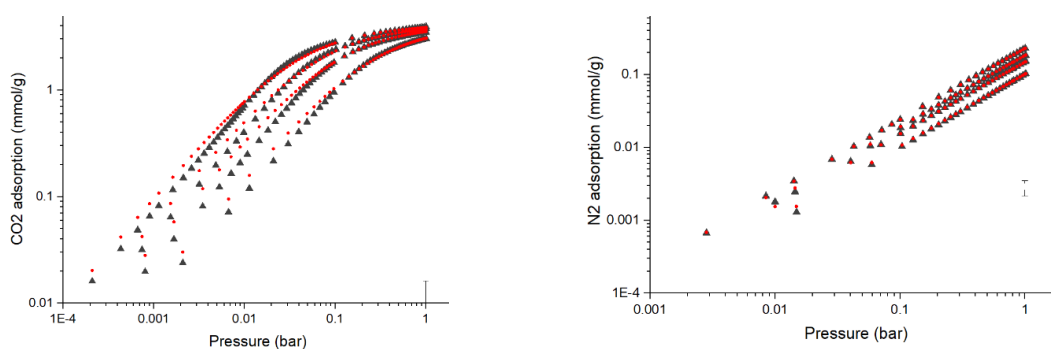 CO2 adsorption (mmol/g)
1
0.1
0.01
1E-4
0.001
0.01
0.1
1
Pressure (bar)
N2 adsorption (mmol/g)
0.1
0.01
0.001
1E-4
0.001
0.01
0.1
1
Pressure (bar)